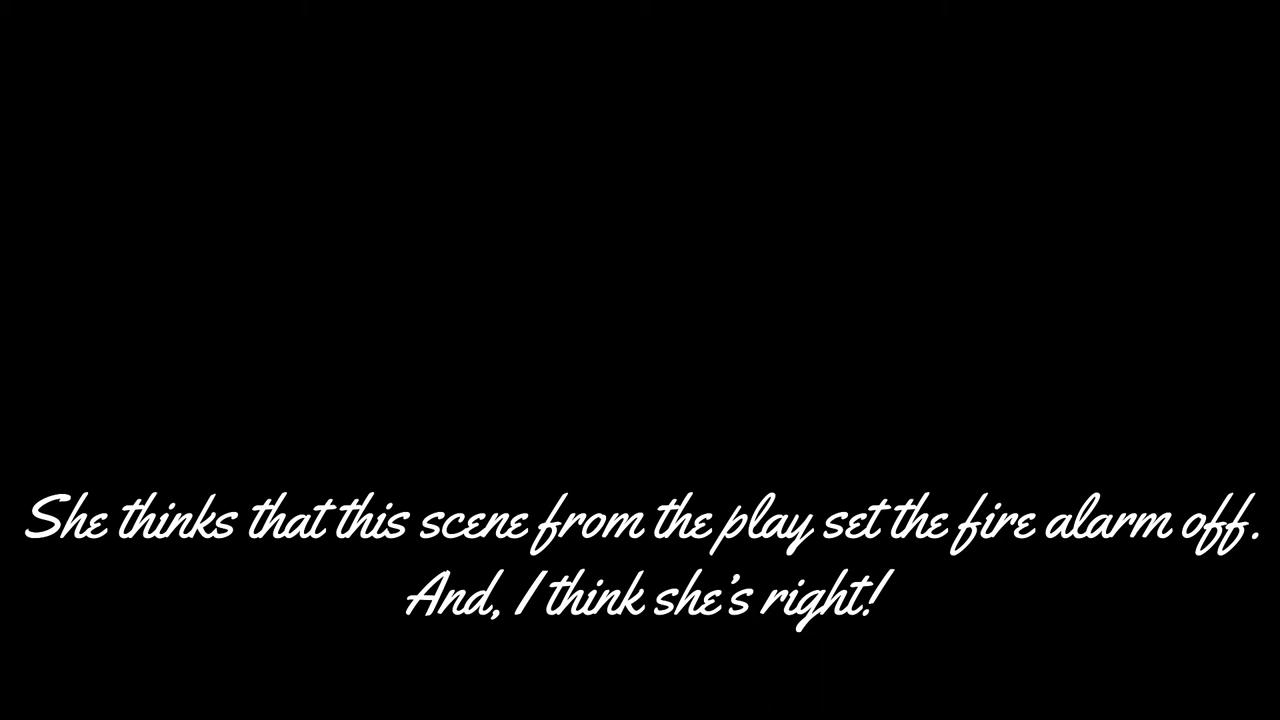 She thinks that this scene from the play set the fire alarm off.
And, I think she's right!